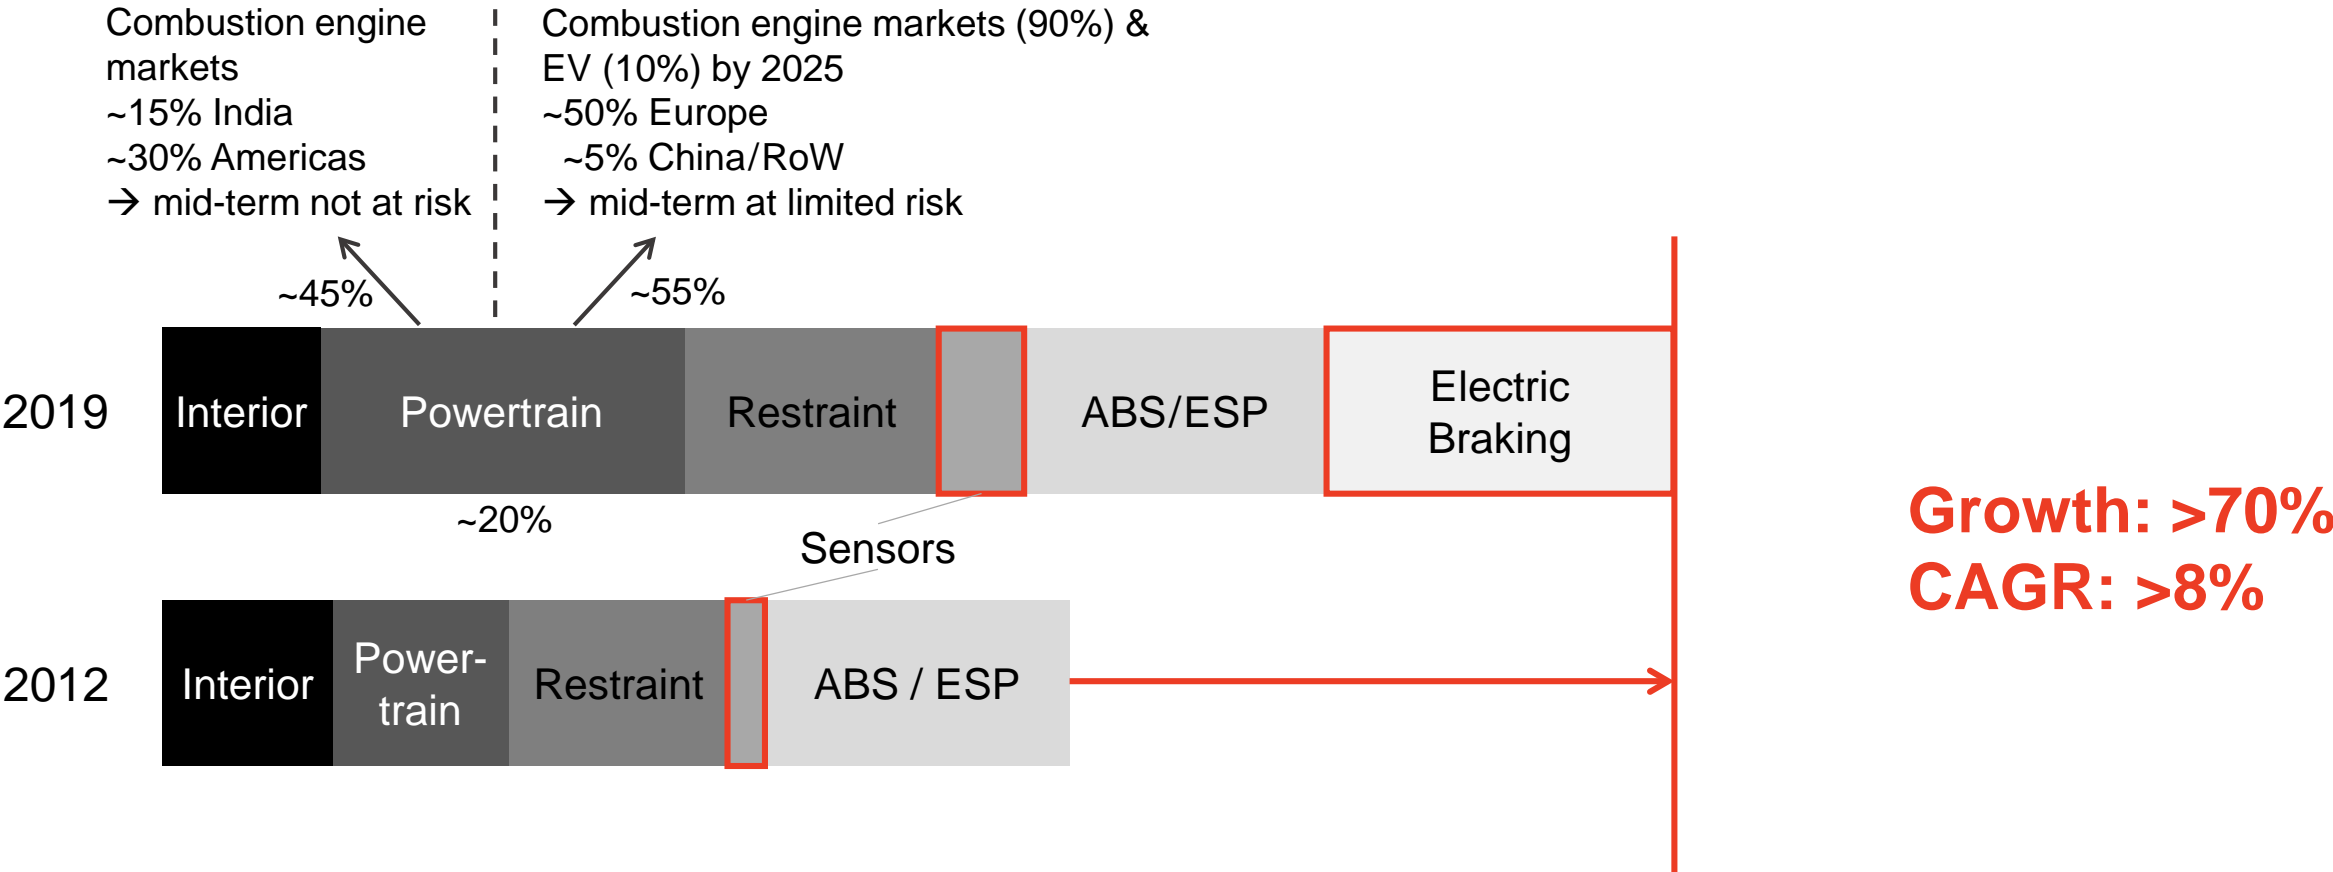 Combustion engine
markets
~15% India
~30% Americas
→ mid-term not at risk
Combustion engine markets (90%) &
EV (10%) by 2025
~50% Europe
~5% China/RoW
→ mid-term at limited risk
~45%
~55%
2019
Interior
Powertrain
Restraint
ABS/ESP
Electric
Braking
~20%
Sensors
Growth: >70%
CAGR: >8%
2012
Interior
Power-
train
Restraint
ABS / ESP